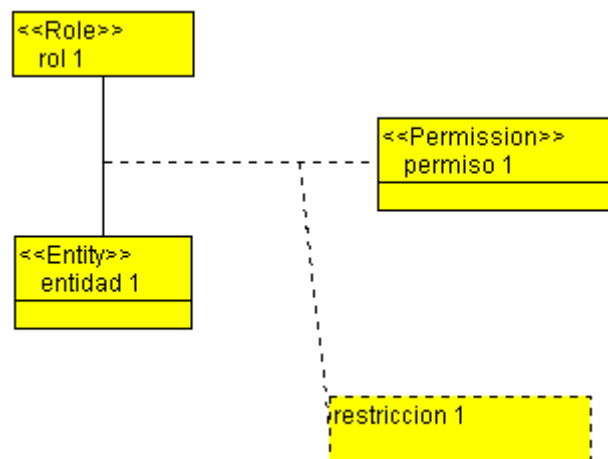 <<Role>>
rol 1
<<Permission>>
permiso 1
<<Entity>>
entidad 1
restriccion 1